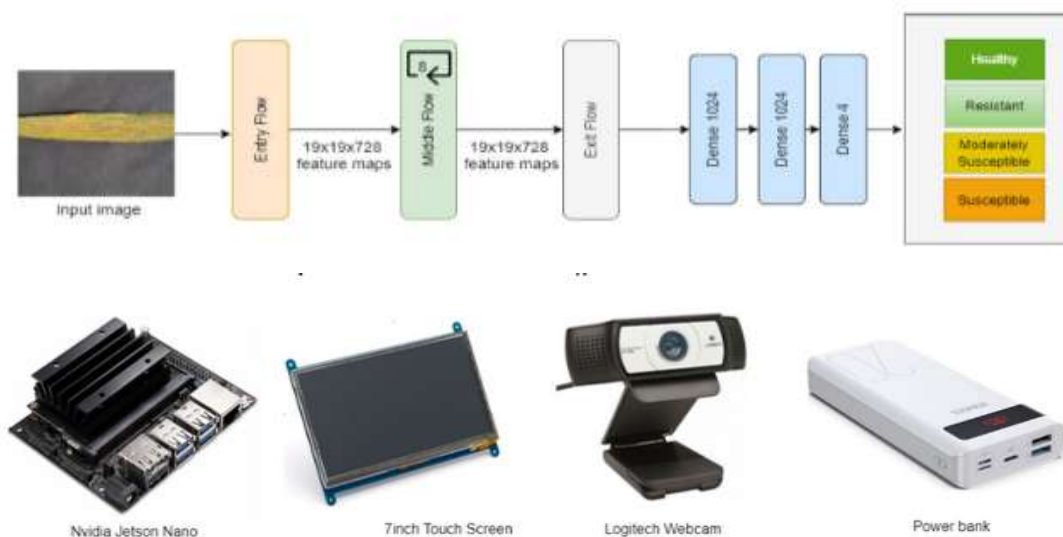 Input image
Entry Flow
19x19x728
feature maps
8
Middle Flow
19x19x728
feature maps
Exit Flow
Dense 1024
Dense 1024
Dense 4
Healthy
Resistant
Moderately
Susceptible
Susceptible
Nvidia Jetson Nano
7inch Touch Screen
Logitech Webcam
Power bank